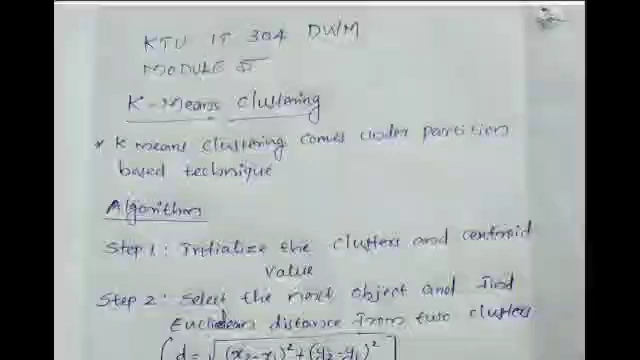 KTU IT 304 DWM
MODULE V
K-Means Clustering
* K means Clustering comes under partition
based technique
Algorithm
Step 1: Initialize the clusters and centroid
value
Step 2: Select the next object and find
Euclidean distance from two clusters
(d = √(x₂-x₁)² + (y₂-y₁)²